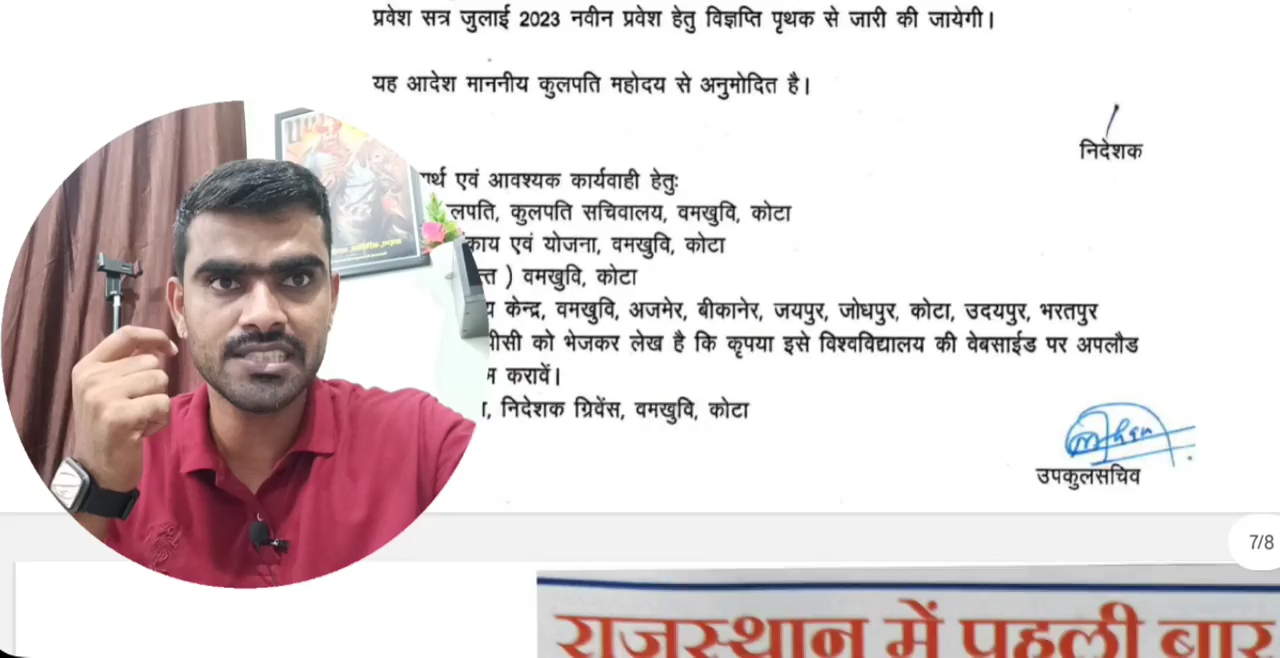 प्रवेश सत्र जुलाई 2023 नवीन प्रवेश हेतु विज्ञप्ति पृथक से जारी की जायेगी।
यह आदेश माननीय कुलपति महोदय से अनुमोदित है।
निदेशक
एवं आवश्यक कार्यवाही हेतुः
कुलपति सचिवालय, वमखुवि, कोटा
एवं योजना, वमखुवि, कोटा
) वमखुवि, कोटा
केन्द्र, वमखुवि, अजमेर, बीकानेर, जयपुर, जोधपुर, कोटा, उदयपुर, भरतपुर
को भेजकर लेख है कि कृपया इसे विश्वविद्यालय की वेबसाईड पर अपलौड
करावें।
, निदेशक ग्रिवेंस, वमखुवि, कोटा
उपकुलसचिव
7/8
राजस्थान में पहली बार